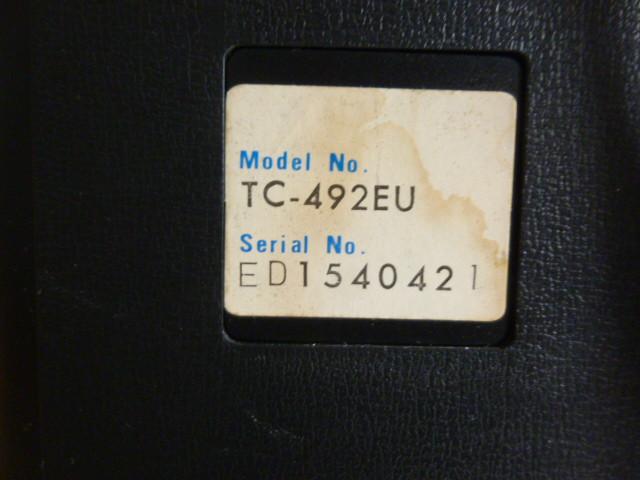 Model No.
TC-492EU
Serial No.
ED1540421